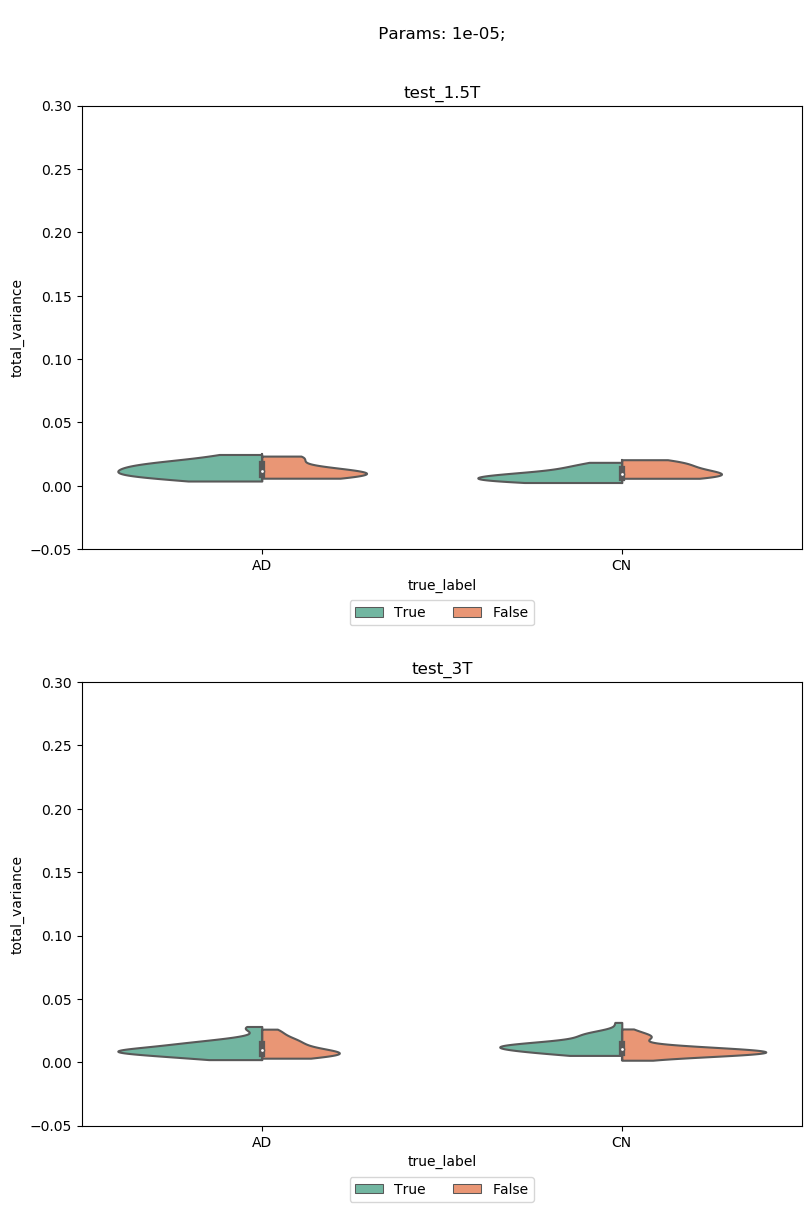 Params: 1e-05;
test_1.5T
0.30
0.25
0.20
0.15
0.10
0.05
0.00
−0.05
total_variance
AD CN
true_label
True False
test_3T
0.30
0.25
0.20
0.15
0.10
0.05
0.00
−0.05
total_variance
AD CN
true_label
True False